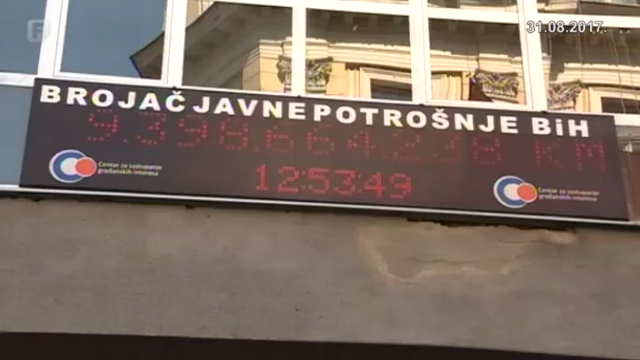 31.08.2017.
BROJAČ JAVNE POTROŠNJE BiH
9.398.664.228 KM
12:53:49
Centar za zastupanje
građanskih interesa
Centar za zastupanje
građanskih interesa